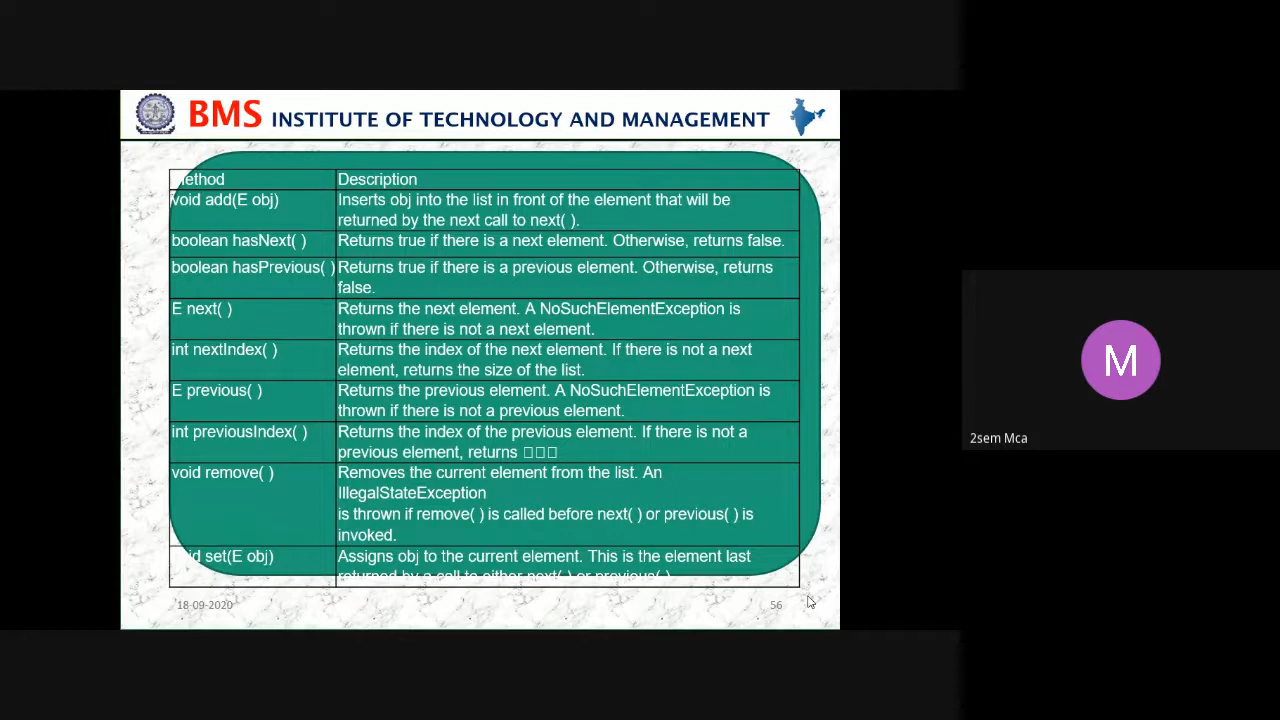 BMS INSTITUTE OF TECHNOLOGY AND MANAGEMENT
Method Description
void add(E obj) Inserts obj into the list in front of the element that will be
returned by the next call to next( ).
boolean hasNext( ) Returns true if there is a next element. Otherwise, returns false.
boolean hasPrevious( ) Returns true if there is a previous element. Otherwise, returns
false.
E next( ) Returns the next element. A NoSuchElementException is
thrown if there is not a next element.
int nextIndex( ) Returns the index of the next element. If there is not a next
element, returns the size of the list.
E previous( ) Returns the previous element. A NoSuchElementException is
thrown if there is not a previous element.
int previousIndex( ) Returns the index of the previous element. If there is not a
previous element, returns □□□
void remove( ) Removes the current element from the list. An
IllegalStateException
is thrown if remove( ) is called before next( ) or previous( ) is
invoked.
void set(E obj) Assigns obj to the current element. This is the element last
returned by a call to either next( ) or previous( ).
18-09-2020 56
M
2sem Mca